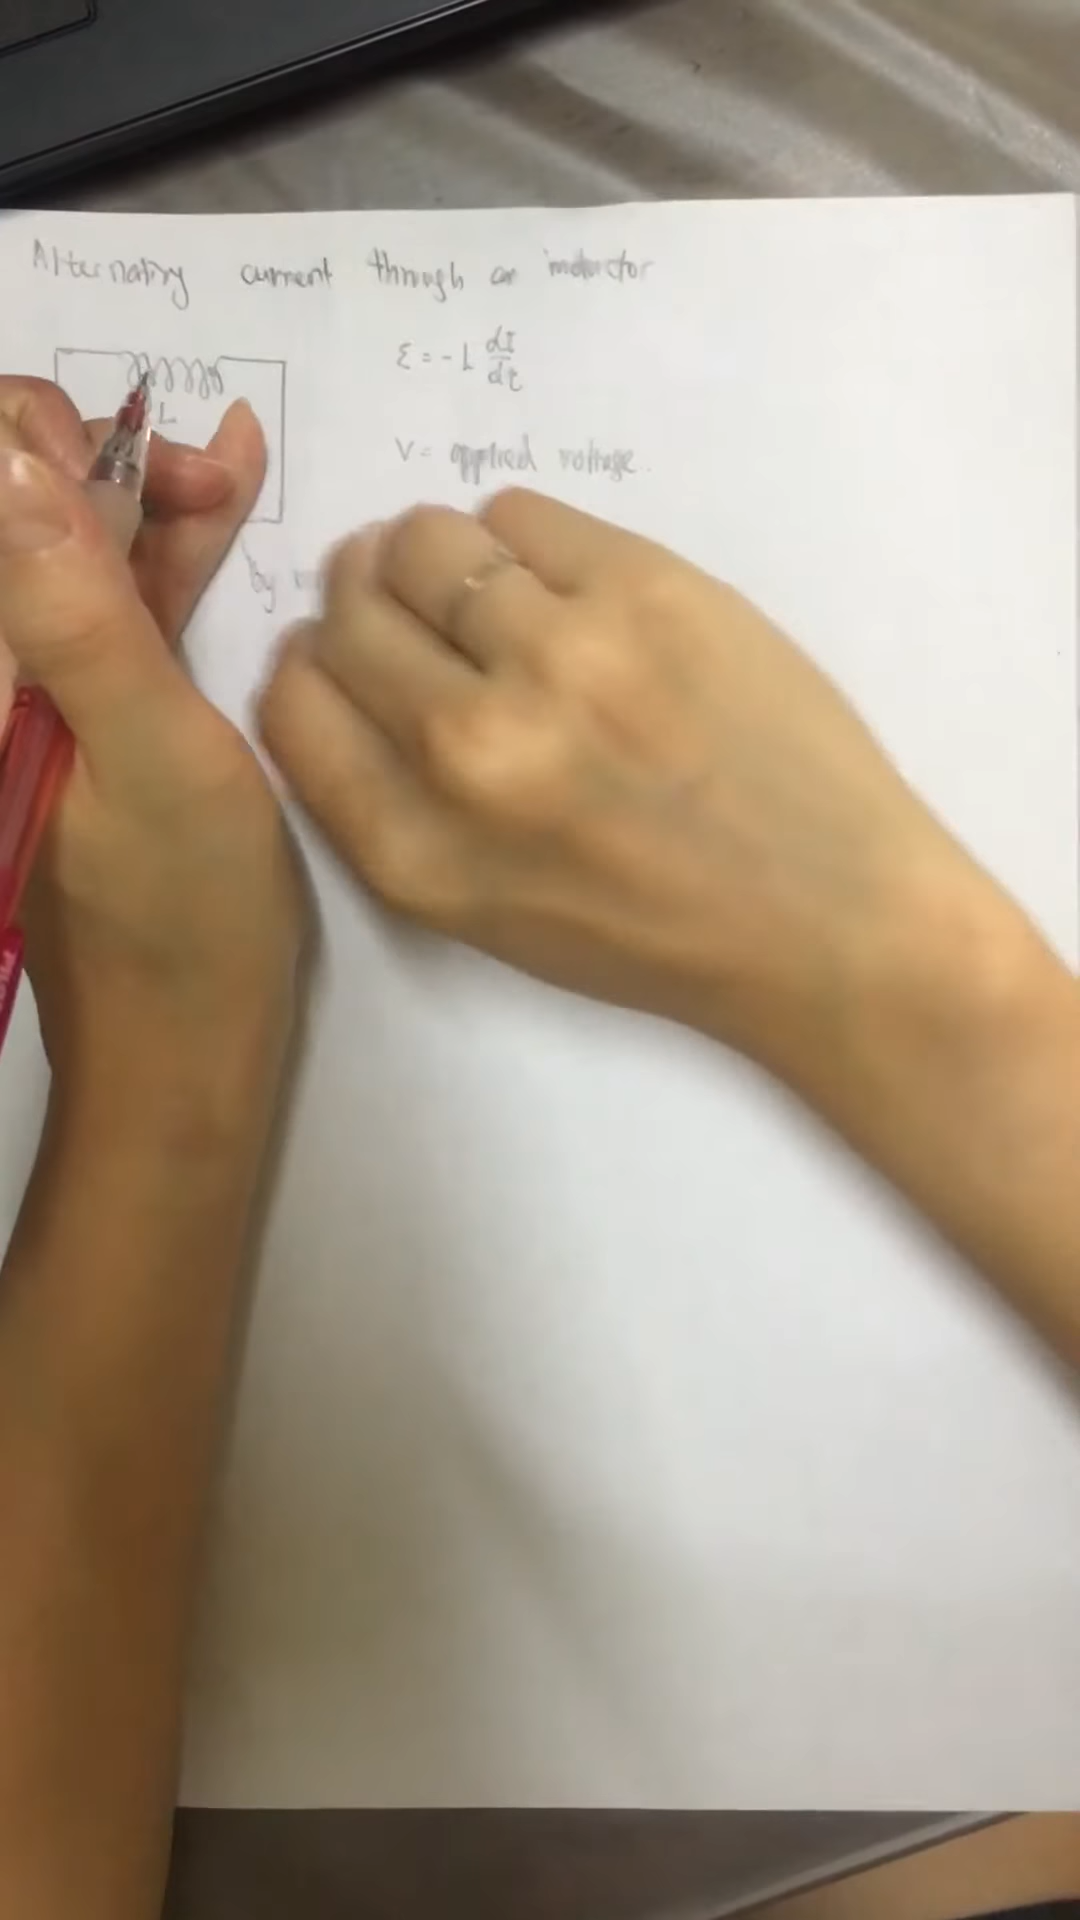 Alternating current through an inductor
ε = - L dI/dt
L
V = applied voltage.
By